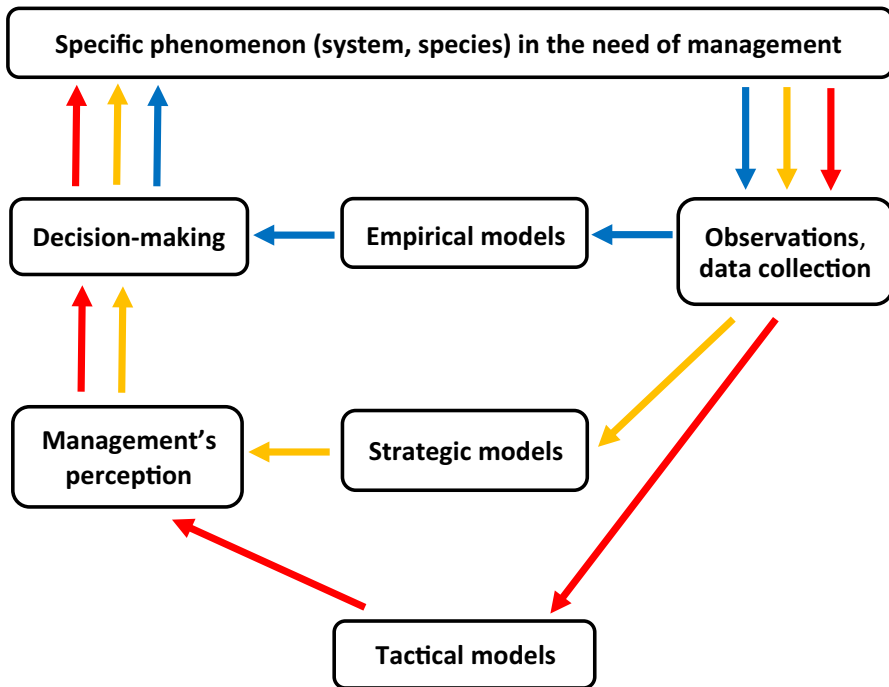 Specific phenomenon (system, species) in the need of management
Decision-making
Empirical models
Observations,
data collection
Management’s
perception
Strategic models
Tactical models